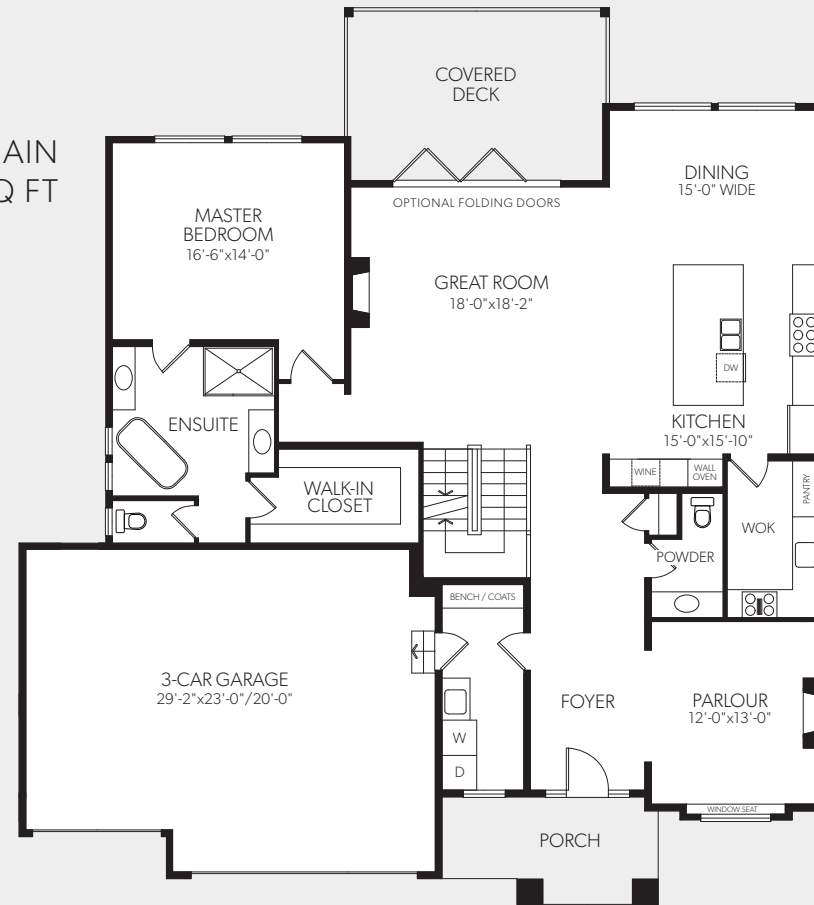 COVERED
DECK
AIN
Q FT
DINING
15'-0" WIDE
OPTIONAL FOLDING DOORS
MASTER
BEDROOM
16'-6"x14'-0"
GREAT ROOM
18'-0"x18'-2"
DW
ENSUITE
KITCHEN
15'-0"x15'-10"
WINE
WALL
OVEN
WALK-IN
CLOSET
PANTRY
WOK
POWDER
BENCH / COATS
3-CAR GARAGE
29'-2"x23'-0"/20'-0"
FOYER
PARLOUR
12'-0"x13'-0"
W
D
WINDOW SEAT
PORCH